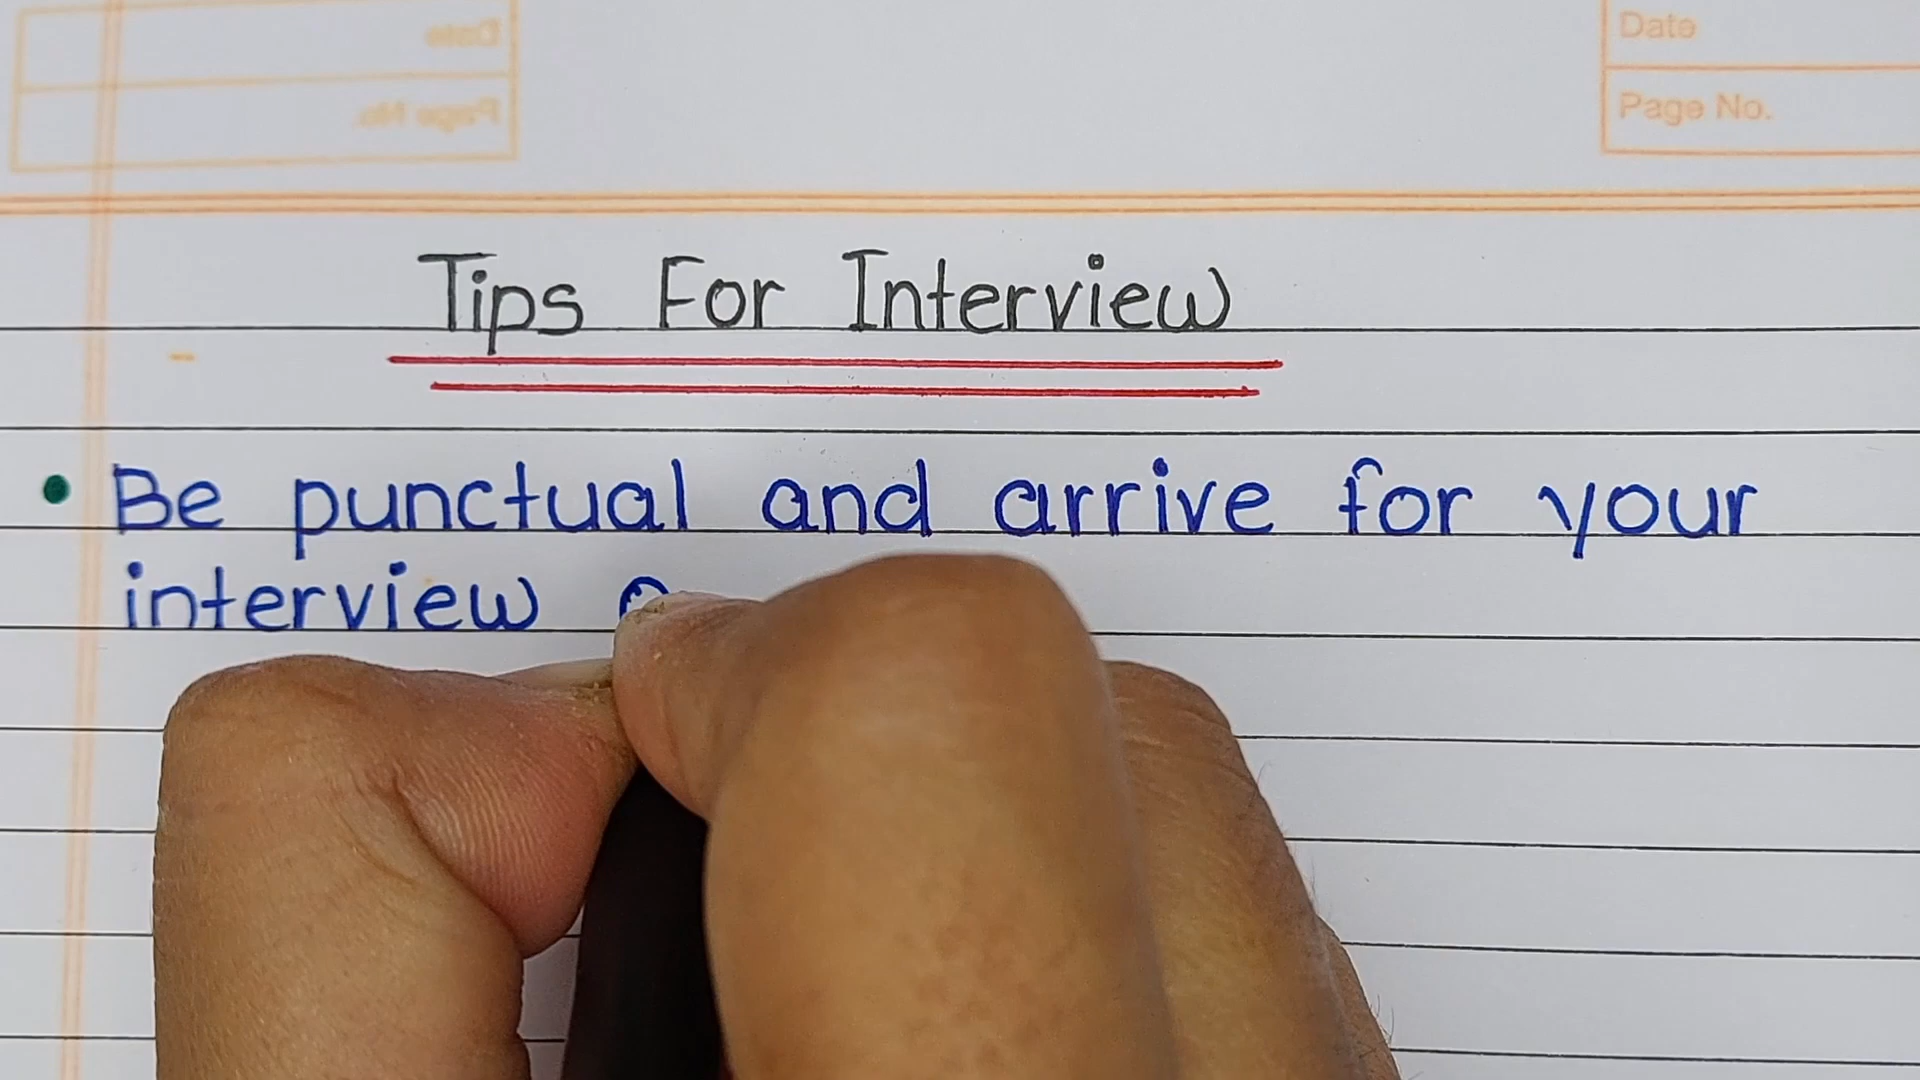 Date
Page No.
Tips For Interview
• Be punctual and arrive for your
interview